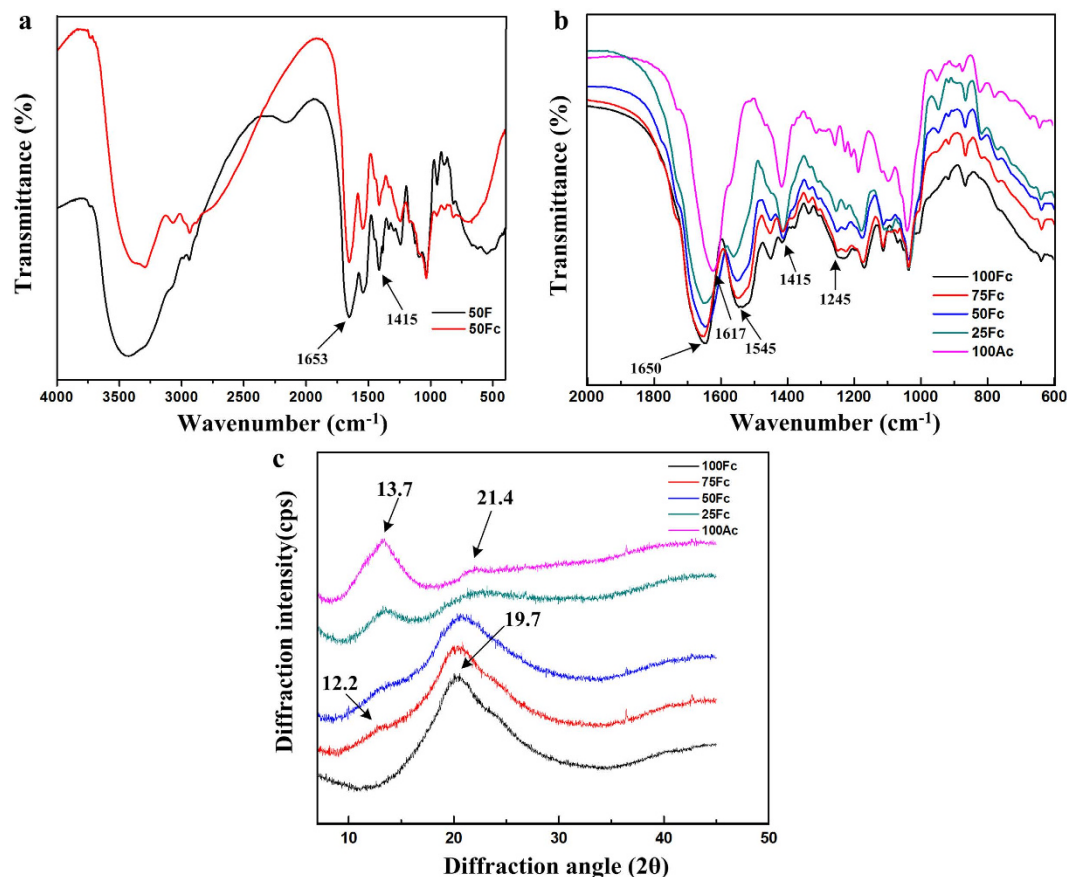 a
Transmittance (%)
1653
1415
50F
50Fc
4000 3500 3000 2500 2000 1500 1000 500
Wavenumber (cm-1)
b
Transmittance (%)
1650
1617
1545
1415
1245
100Fc
75Fc
50Fc
25Fc
100Ac
2000 1800 1600 1400 1200 1000 800 600
Wavenumber (cm-1)
c
Diffraction intensity(cps)
13.7
21.4
19.7
12.2
100Fc
75Fc
50Fc
25Fc
100Ac
10 20 30 40 50
Diffraction angle (2θ)